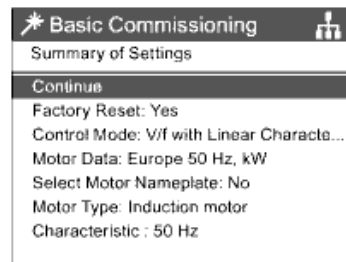 Basic Commissioning
Summary of Settings
Continue
Factory Reset: Yes
Control Mode: V/f with Linear Characte...
Motor Data: Europe 50 Hz, kW
Select Motor Nameplate: No
Motor Type: Induction motor
Characteristic : 50 Hz